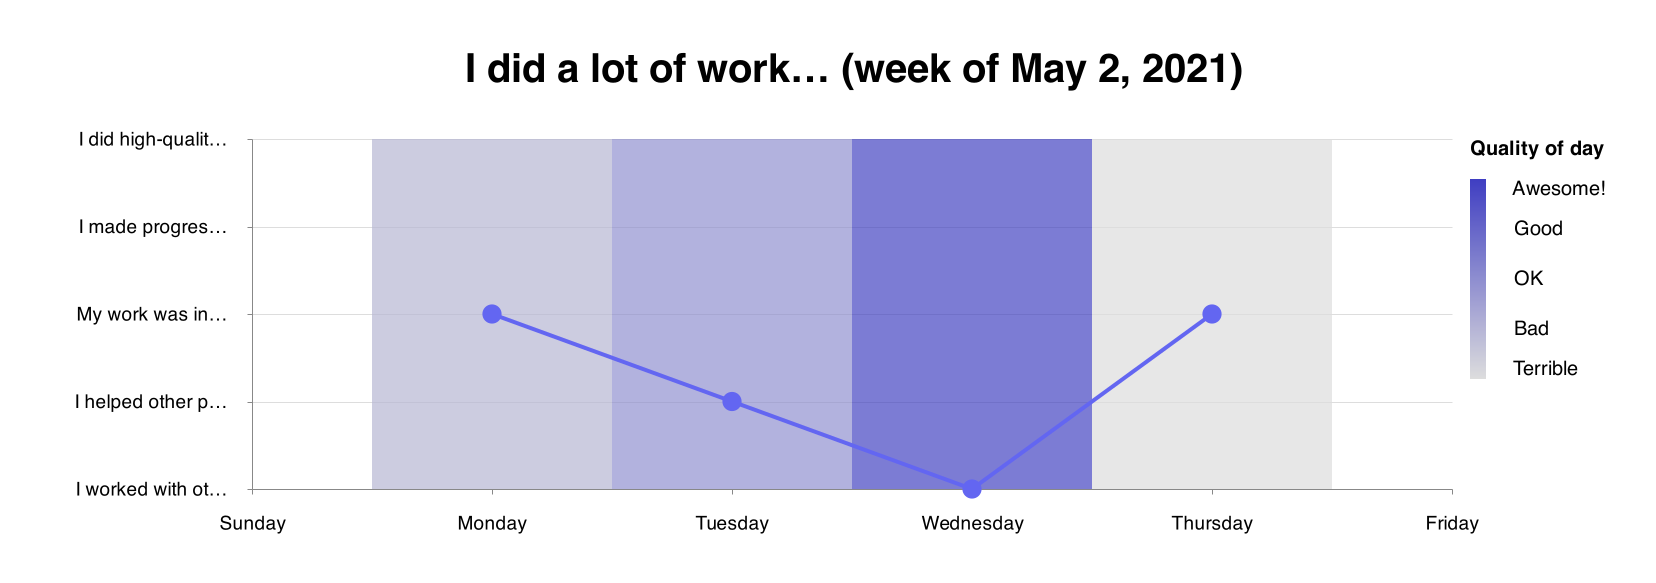 I did a lot of work… (week of May 2, 2021)
I did high-qualit…
I made progres…
My work was in…
I helped other p…
I worked with ot…
Sunday
Monday
Tuesday
Wednesday
Thursday
Friday
Quality of day
Awesome!
Good
OK
Bad
Terrible